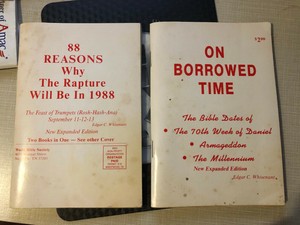 88
REASONS
Why
The Rapture
Will Be In 1988
The Feast of Trumpets (Rosh-Hash-Ana)
September 11-12-13
Edgar C. Whisenant
New Expanded Edition
Two Books in One — See other Cover
ON
BORROWED
TIME
The Bible Dates of
• The 70th Week of Daniel
• Armageddon
• The Millennium
New Expanded Edition
Edgar C. Whisenant